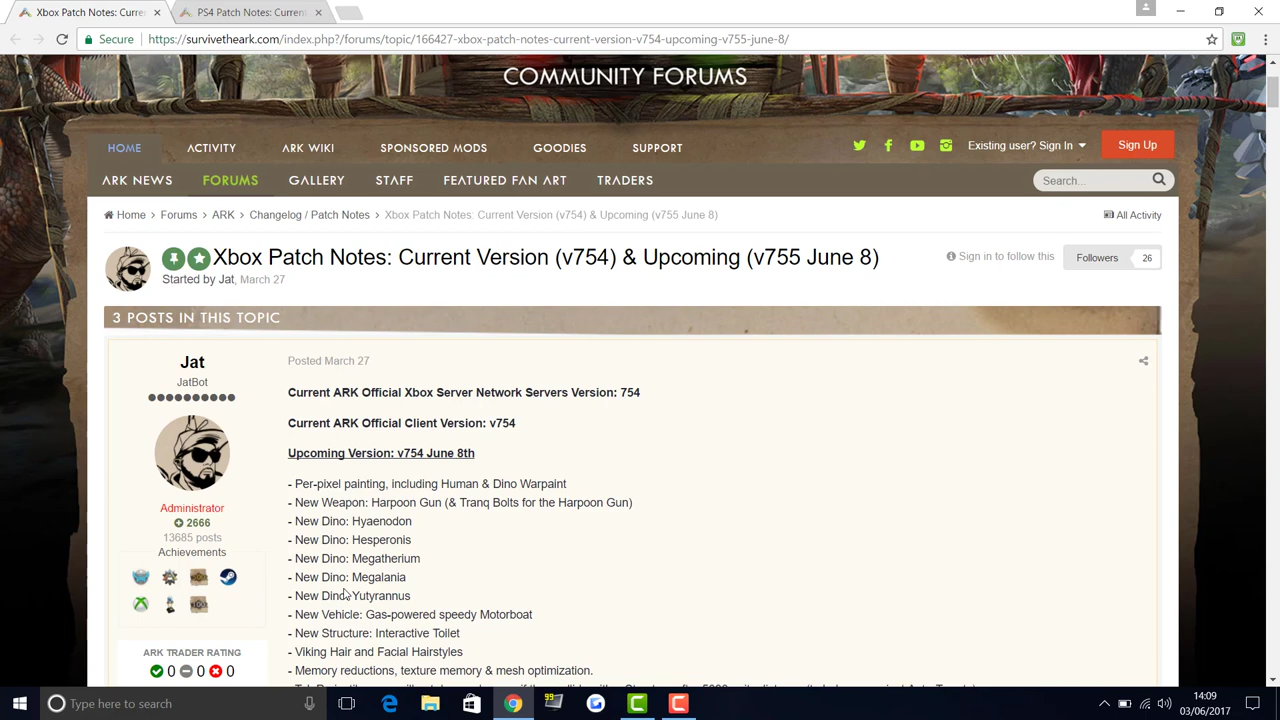 Xbox Patch Notes: Curre
PS4 Patch Notes: Current
Secure
https://survivetheark.com/index.php?/forums/topic/166427-xbox-patch-notes-current-version-v754-upcoming-v755-june-8/
COMMUNITY FORUMS
HOME ACTIVITY ARK WIKI SPONSORED MODS GOODIES SUPPORT
Existing user? Sign In
Sign Up
ARK NEWS FORUMS GALLERY STAFF FEATURED FAN ART TRADERS
Search...
Home > Forums > ARK > Changelog / Patch Notes > Xbox Patch Notes: Current Version (v754) & Upcoming (v755 June 8)
All Activity
Xbox Patch Notes: Current Version (v754) & Upcoming (v755 June 8)
Started by Jat, March 27
Sign in to follow this
Followers 26
3 POSTS IN THIS TOPIC
Jat
JatBot
Administrator
2666
13685 posts
Achievements
ARK TRADER RATING
0 0 0
Posted March 27
Current ARK Official Xbox Server Network Servers Version: 754
Current ARK Official Client Version: v754
Upcoming Version: v754 June 8th
- Per-pixel painting, including Human & Dino Warpaint
- New Weapon: Harpoon Gun (& Tranq Bolts for the Harpoon Gun)
- New Dino: Hyaenodon
- New Dino: Hesperonis
- New Dino: Megatherium
- New Dino: Megalania
- New Dino: Yutyrannus
- New Vehicle: Gas-powered speedy Motorboat
- New Structure: Interactive Toilet
- Viking Hair and Facial Hairstyles
- Memory reductions, texture memory & mesh optimization.
Type here to search
99
14:09
03/06/2017